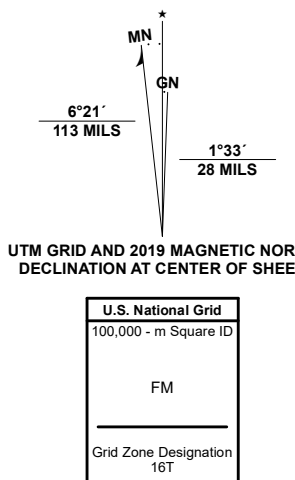 ★
MN
GN
6°21´
113 MILS
1°33´
28 MILS
UTM GRID AND 2019 MAGNETIC NOR
DECLINATION AT CENTER OF SHEE
U.S. National Grid
100,000 - m Square ID
FM
Grid Zone Designation
16T